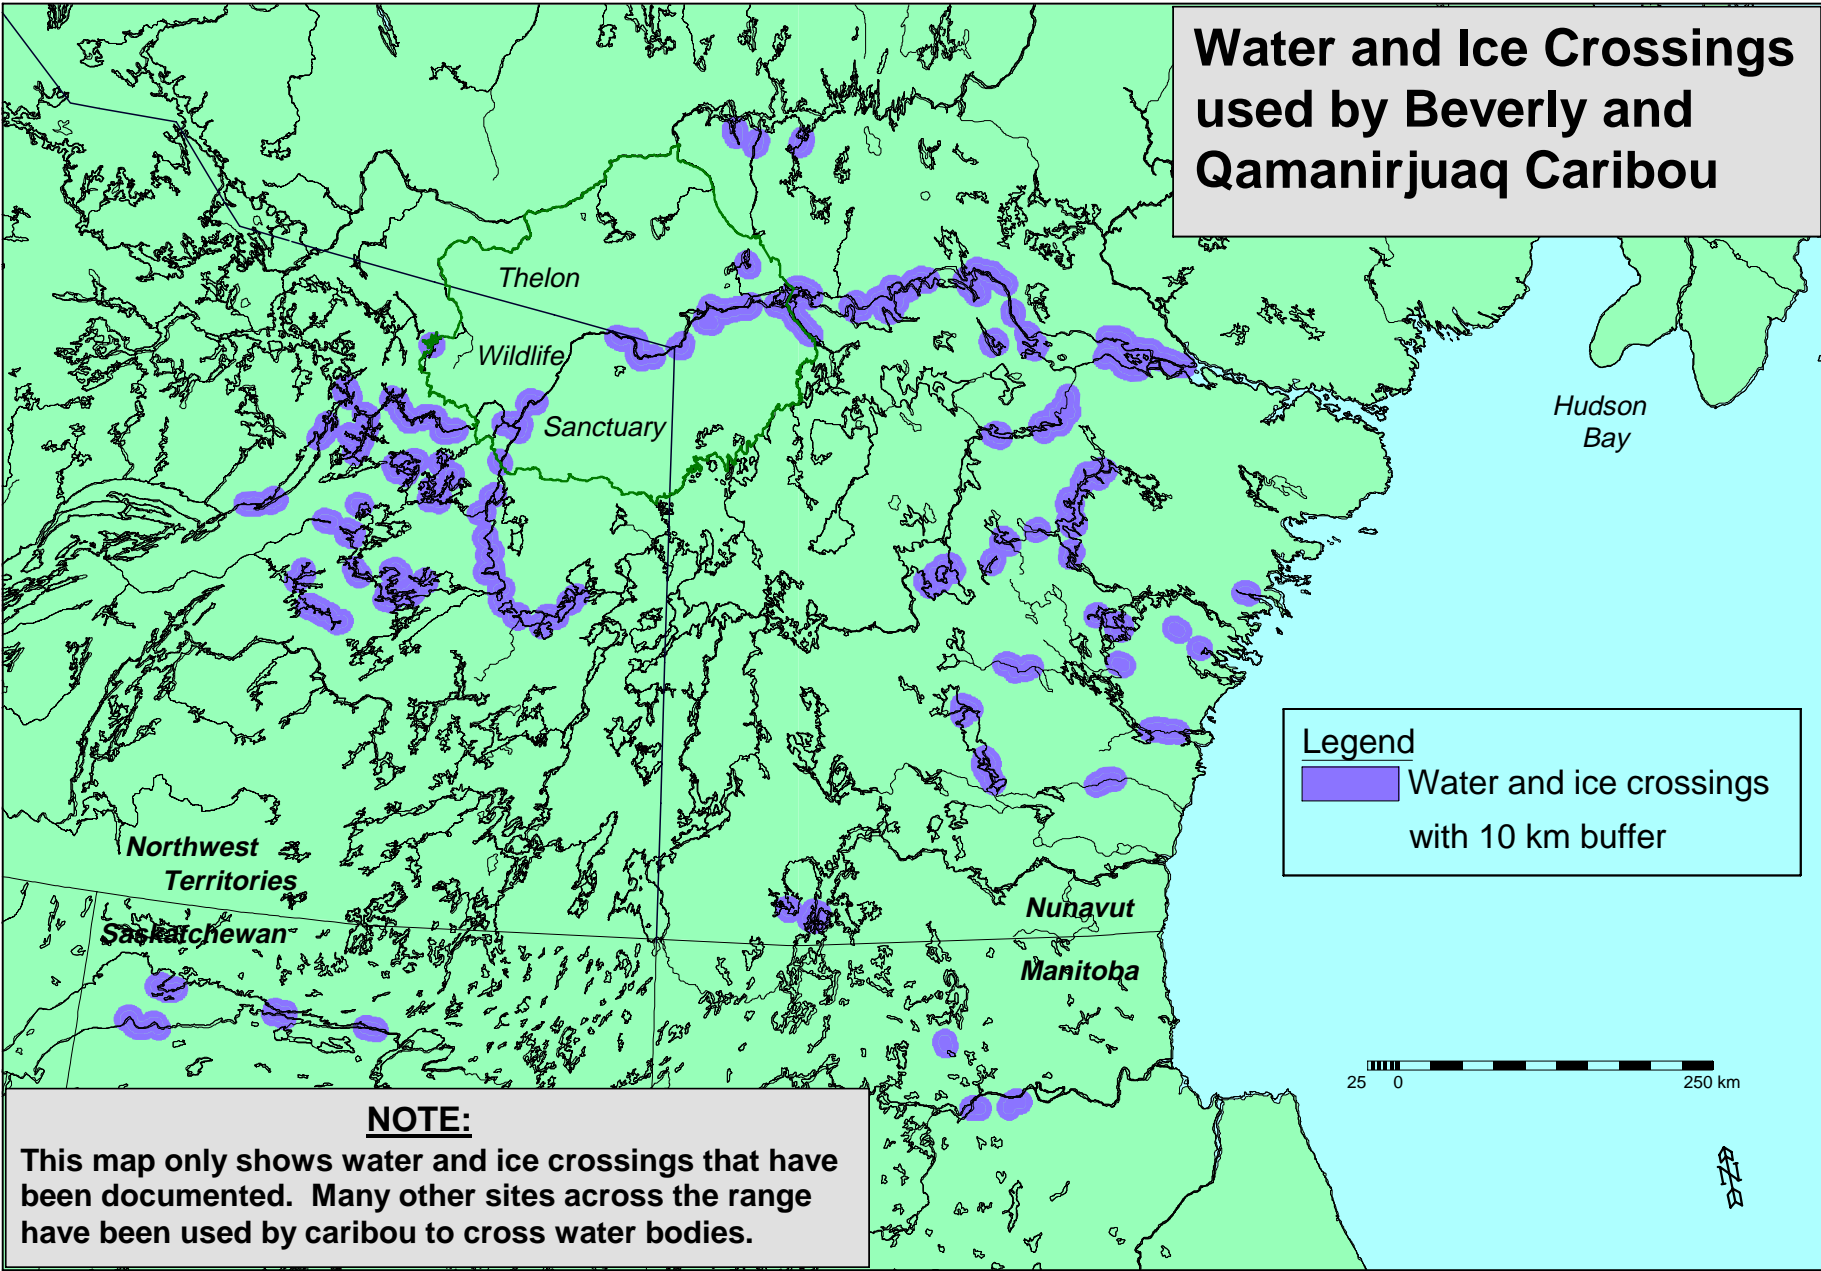 Water and Ice Crossings
used by Beverly and
Qamanirjuaq Caribou
Thelon
Wildlife
Sanctuary
Hudson
Bay
Legend
Water and ice crossings
with 10 km buffer
Northwest
Territories
Saskatchewan
Nunavut
Manitoba
25 0 250 km
N
NOTE:
This map only shows water and ice crossings that have
been documented. Many other sites across the range
have been used by caribou to cross water bodies.